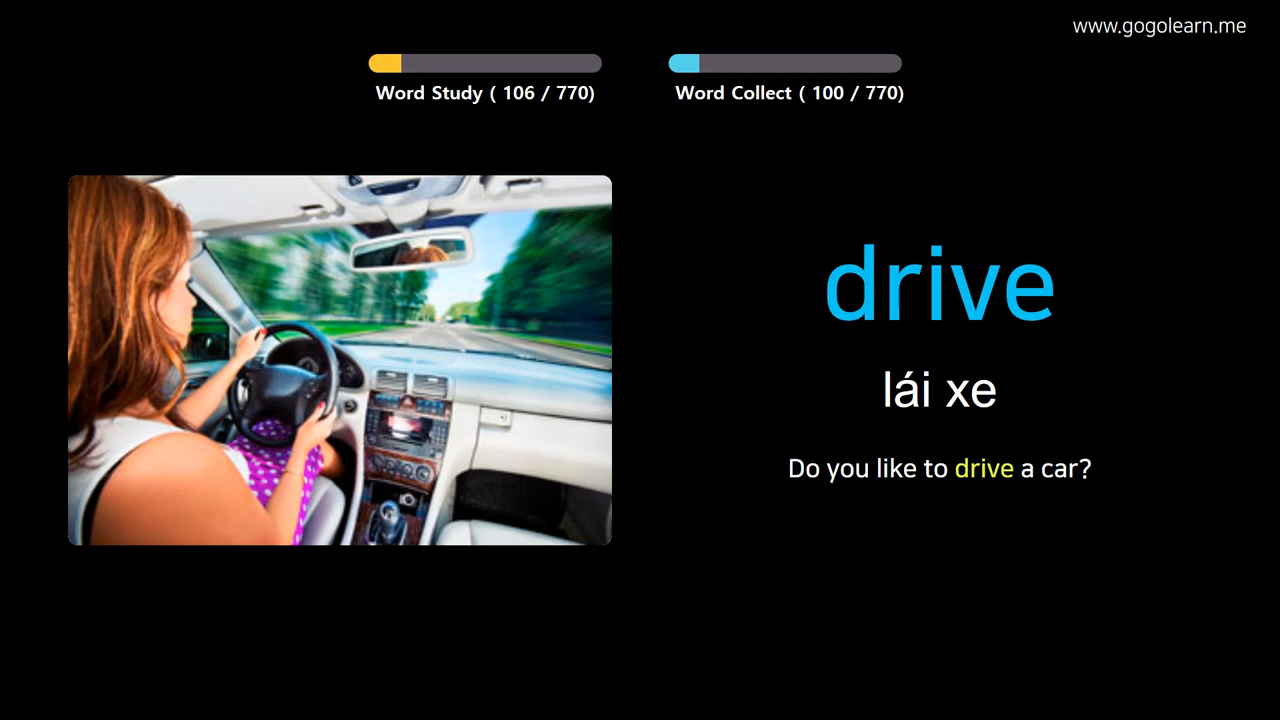 www.gogolearn.me
Word Study ( 106 / 770)
Word Collect ( 100 / 770)
drive
lái xe
Do you like to drive a car?